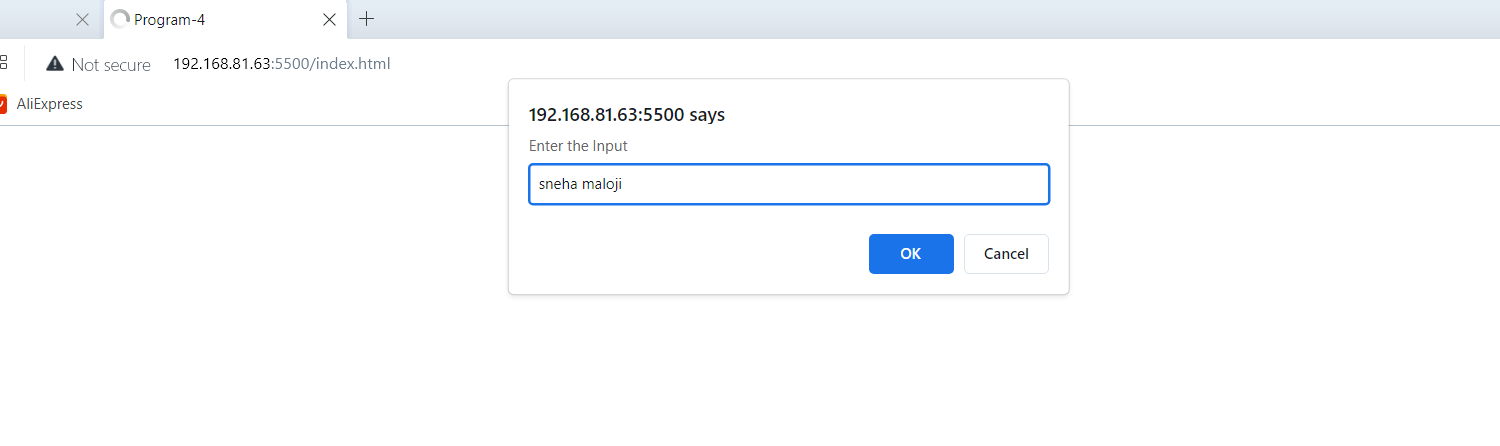 Program-4
Not secure 192.168.81.63:5500/index.html
AliExpress
192.168.81.63:5500 says
Enter the Input
sneha maloji
OK Cancel